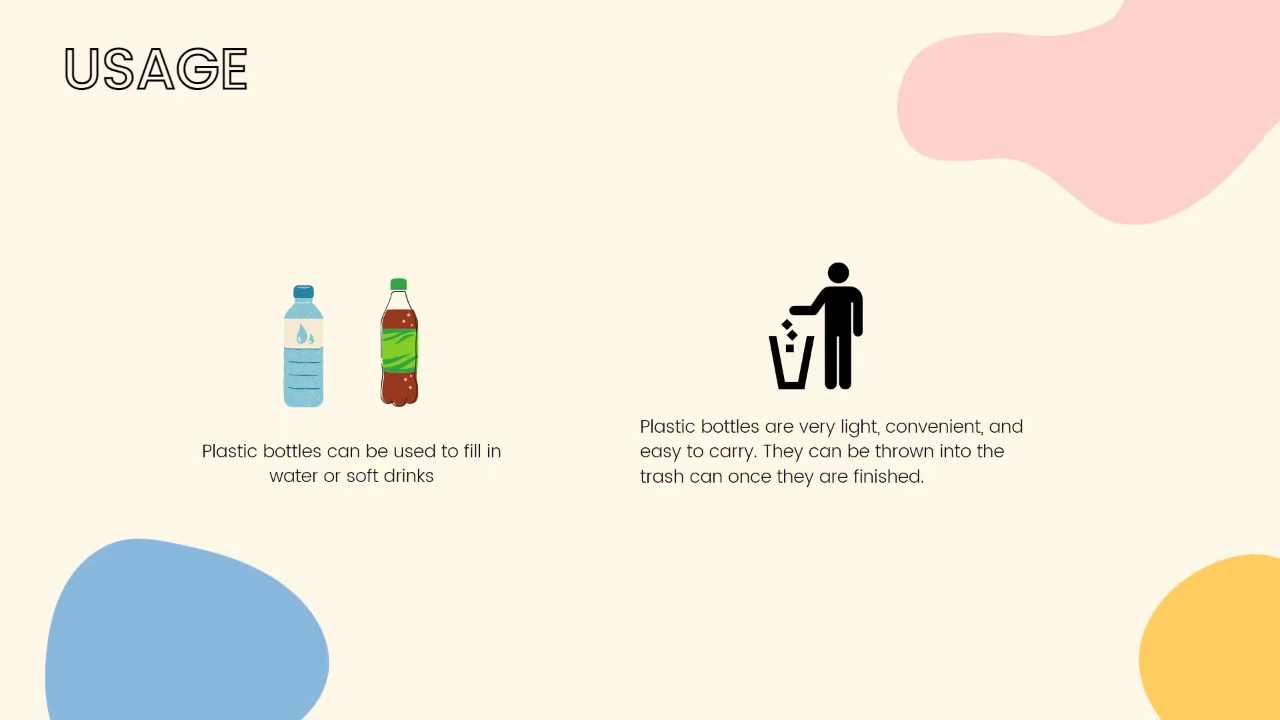 USAGE
Plastic bottles can be used to fill in
water or soft drinks
Plastic bottles are very light, convenient, and
easy to carry. They can be thrown into the
trash can once they are finished.